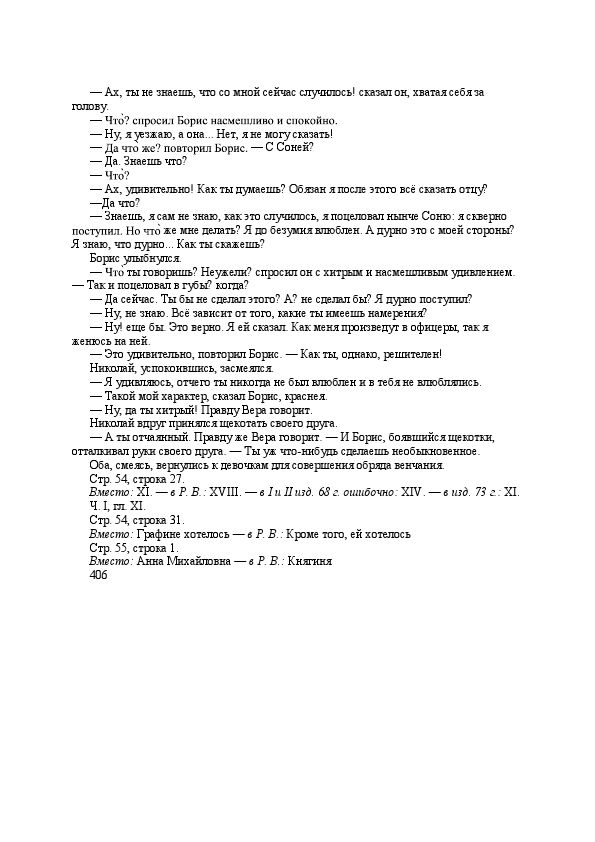 — Ах, ты не знаешь, что со мной сейчас случилось! сказал он, хватая себя за
голову.
— Что̀? спросил Борис насмешливо и спокойно.
— Ну, я уезжаю, а она... Нет, я не могу сказать!
— Да что̀ же? повторил Борис. — С Соней?
— Да. Знаешь что?
— Что̀?
— Ах, удивительно! Как ты думаешь? Обязан я после этого всё сказать отцу?
—Да что?
— Знаешь, я сам не знаю, как это случилось, я поцеловал нынче Соню: я скверно
поступил. Но что̀ же мне делать? Я до безумия влюблен. А дурно это с моей стороны?
Я знаю, что дурно... Как ты скажешь?
Борис улыбнулся.
— Что̀ ты говоришь? Неужели? спросил он с хитрым и насмешливым удивлением.
— Так и поцеловал в губы? когда?
— Да сейчас. Ты бы не сделал этого? А? не сделал бы? Я дурно поступил?
— Ну, не знаю. Всё зависит от того, какие ты имеешь намерения?
— Ну! еще бы. Это верно. Я ей сказал. Как меня произведут в офицеры, так я
женюсь на ней.
— Это удивительно, повторил Борис. — Как ты, однако, решителен!
Николай, успокоившись, засмеялся.
— Я удивляюсь, отчего ты никогда не был влюблен и в тебя не влюблялись.
— Такой мой характер, сказал Борис, краснея.
— Ну, да ты хитрый! Правду Вера говорит.
Николай вдруг принялся щекотать своего друга.
— А ты отчаянный. Правду же Вера говорит. — И Борис, боявшийся щекотки,
отталкивал руки своего друга. — Ты уж что-нибудь сделаешь необыкновенное.
Оба, смеясь, вернулись к девочкам для совершения обряда венчания.
Стр. 54, строка 27.
Вместо: XI. — в Р. В.: XVIII. — в I и II изд. 68 г. ошибочно: XIV. — в изд. 73 г.: XI.
Ч. I, гл. XI.
Стр. 54, строка 31.
Вместо: Графине хотелось — в Р. В.: Кроме того, ей хотелось
Стр. 55, строка 1.
Вместо: Анна Михайловна — в Р. В.: Княгиня
406